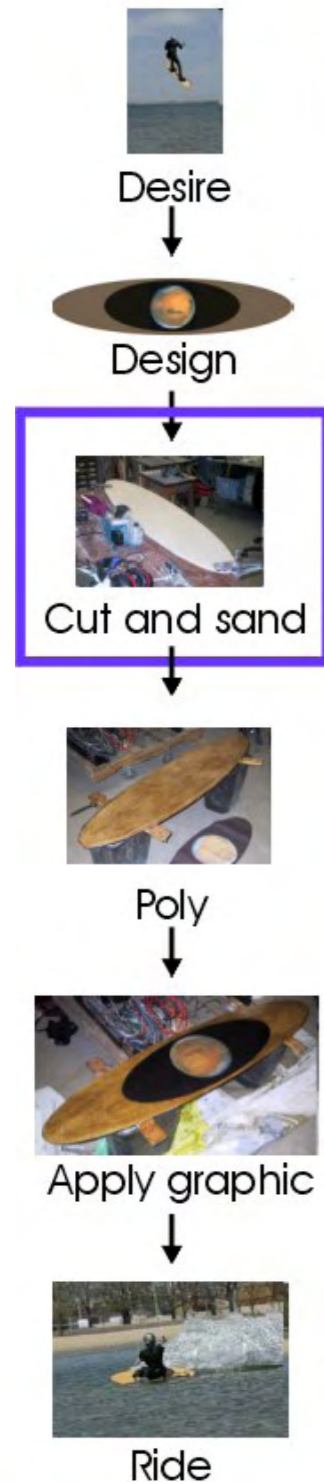 Desire
Design
Cut and sand
Poly
Apply graphic
Ride